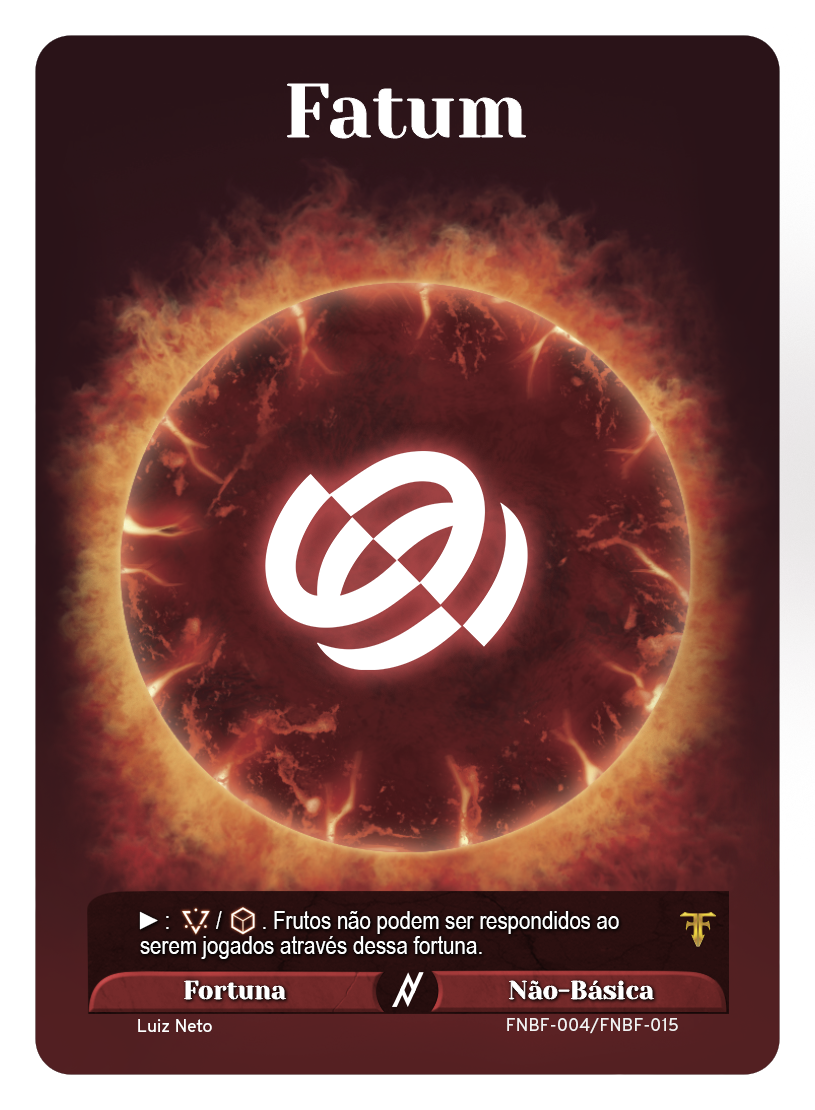 Fatum
▶ : / . Frutos não podem ser respondidos ao
serem jogados através dessa fortuna.
Fortuna Não-Básica
Luiz Neto FNBF-004/FNBF-015